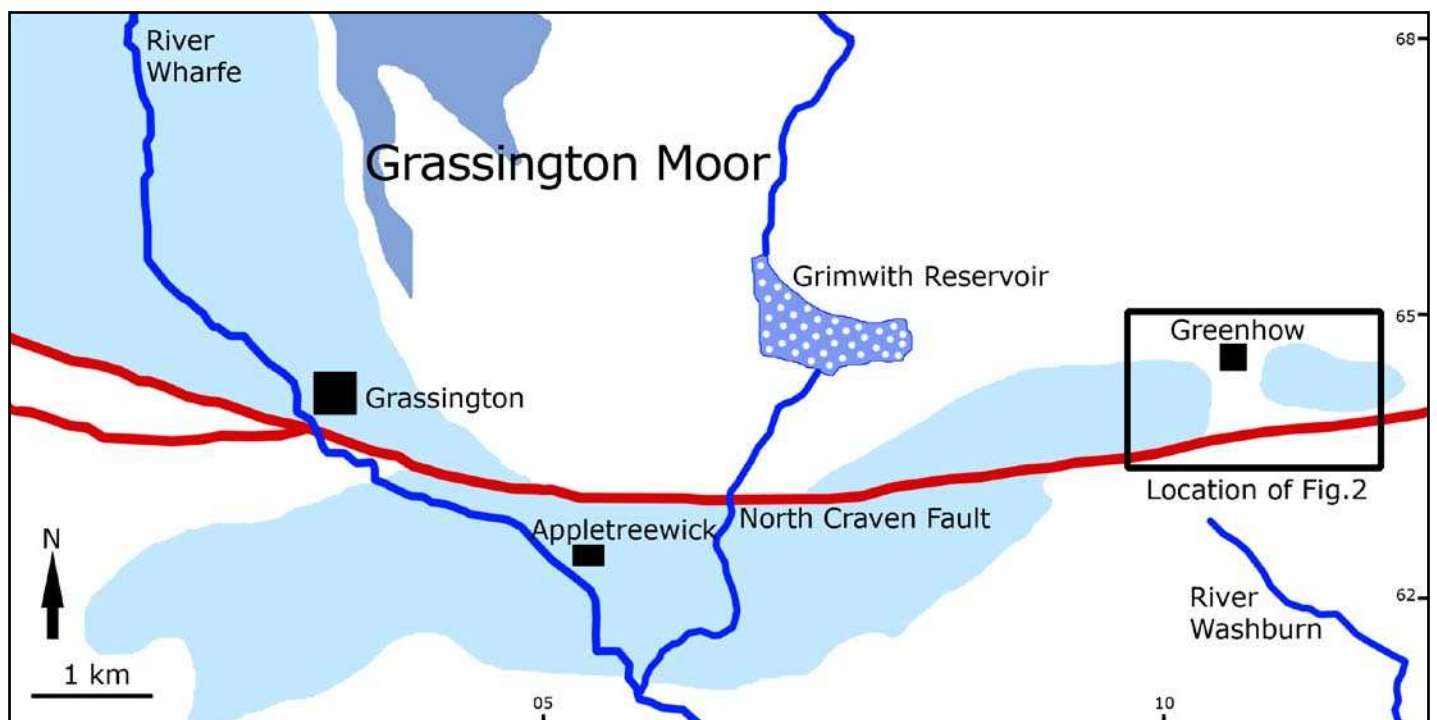 River
Wharfe
68
Grassington Moor
Grimwith Reservoir
65
Greenhow
Grassington
Location of Fig.2
North Craven Fault
Appletreewick
N
62
River
Washburn
1 km
05
10